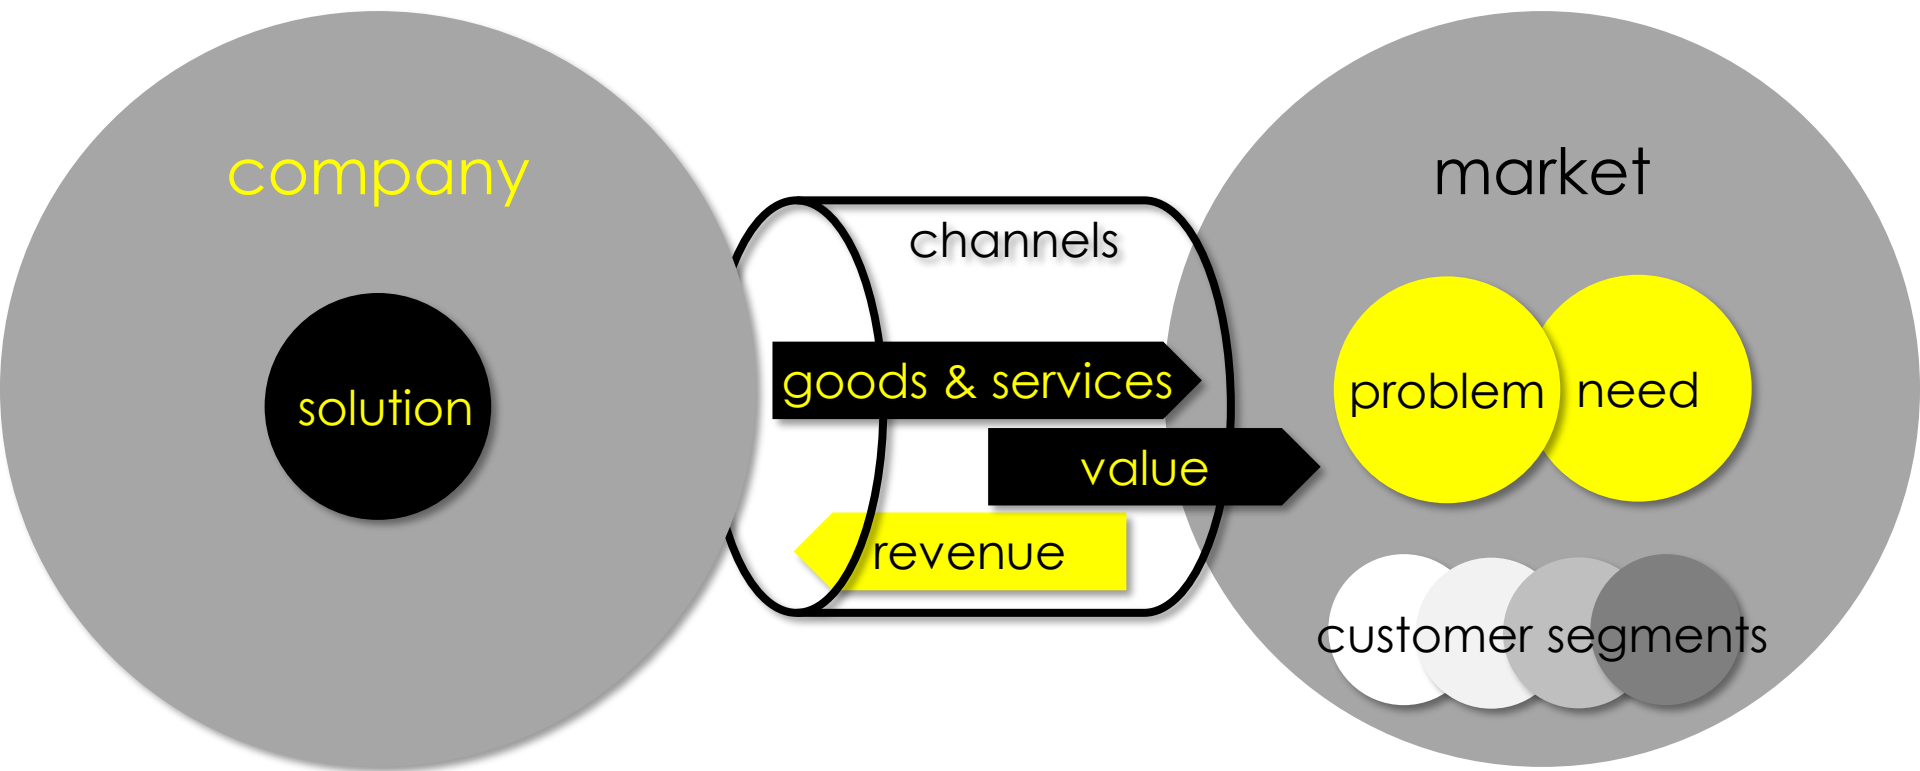 company
solution
channels
goods & services
value
revenue
market
problem
need
customer segments